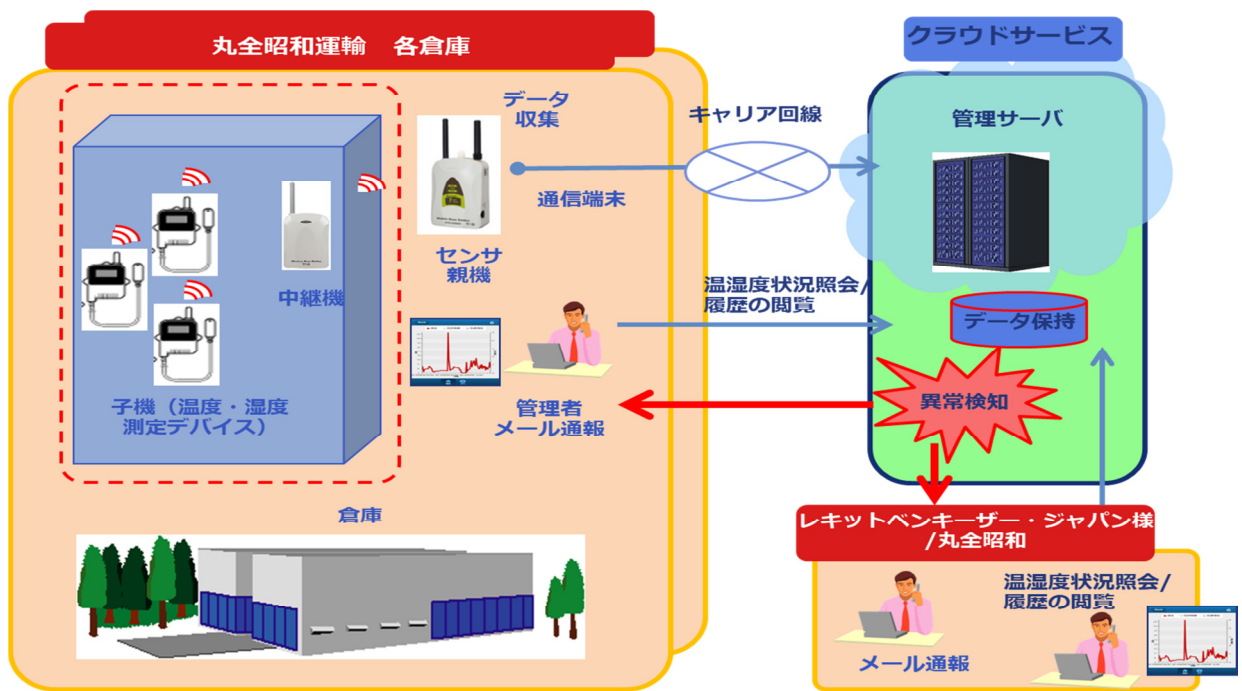 丸全昭和運輸　各倉庫
データ
収集
通信端末
センサ
親機
中継機
子機（温度・湿度
測定デバイス）
管理者
メール通報
倉庫
キャリア回線
温湿度状況照会/
履歴の閲覧
クラウドサービス
管理サーバ
データ保持
異常検知
レキットベンキーザー・ジャパン様
/丸全昭和
温湿度状況照会/
履歴の閲覧
メール通報